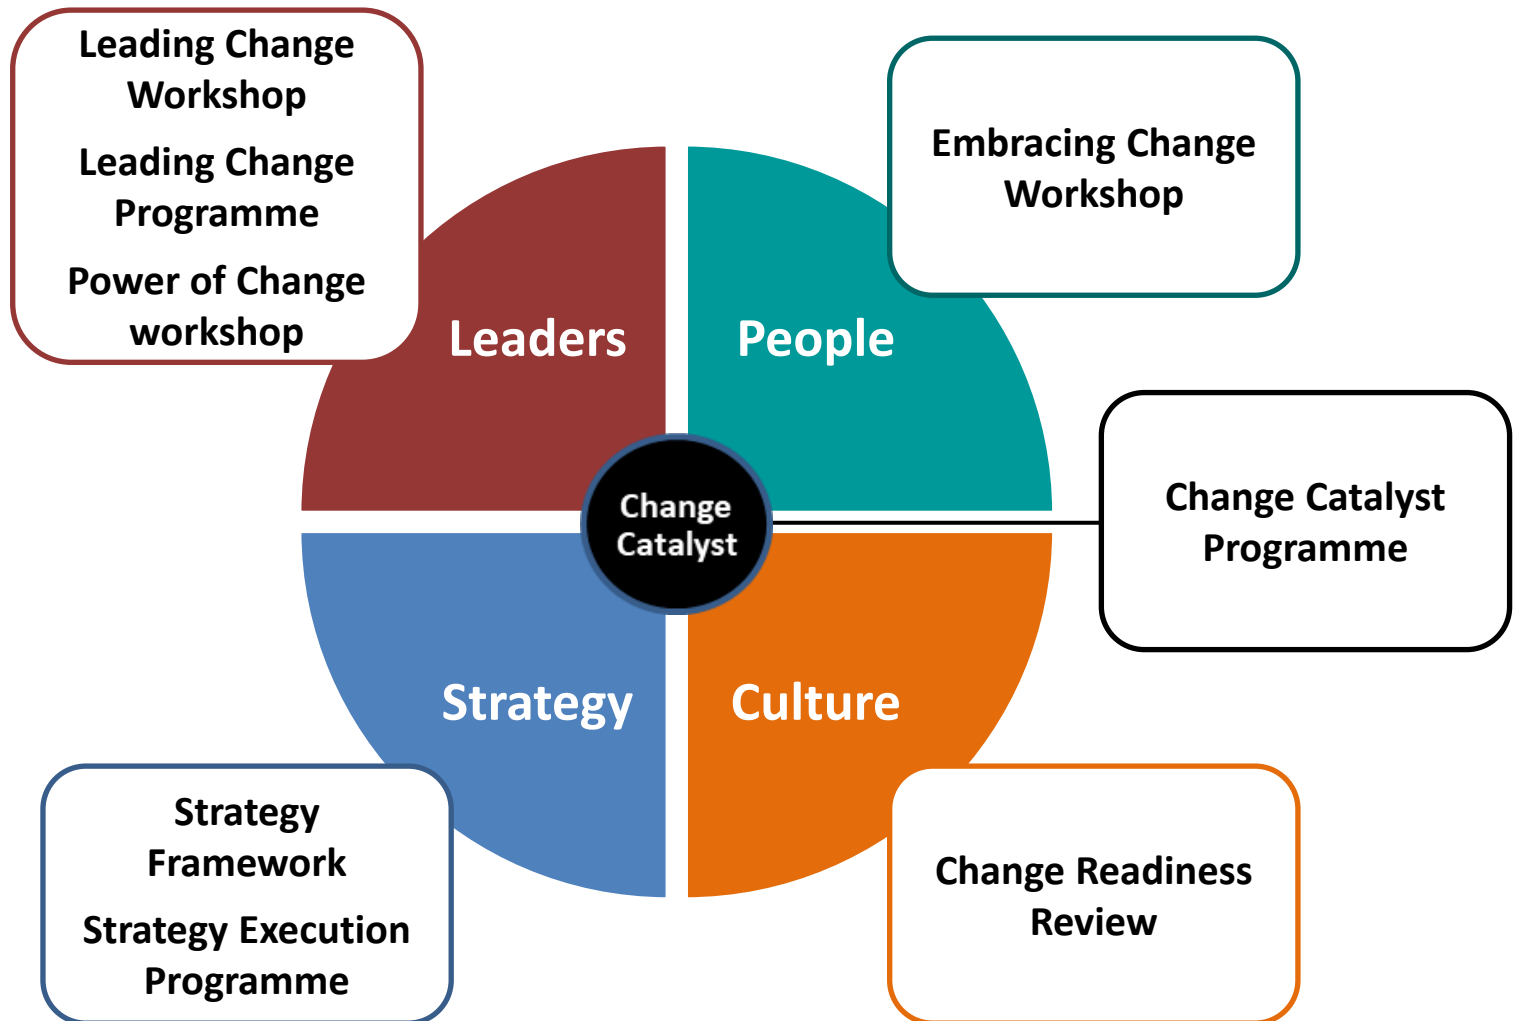 Leading Change
Workshop
Leading Change
Programme
Power of Change
workshop
Embracing Change
Workshop
Leaders
People
Change
Catalyst
Change Catalyst
Programme
Strategy
Culture
Strategy
Framework
Strategy Execution
Programme
Change Readiness
Review